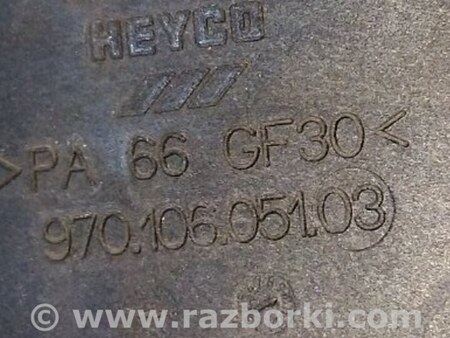 HEYCO
>PA 66 GF30<
970.106.051.03
© www.razborki.com